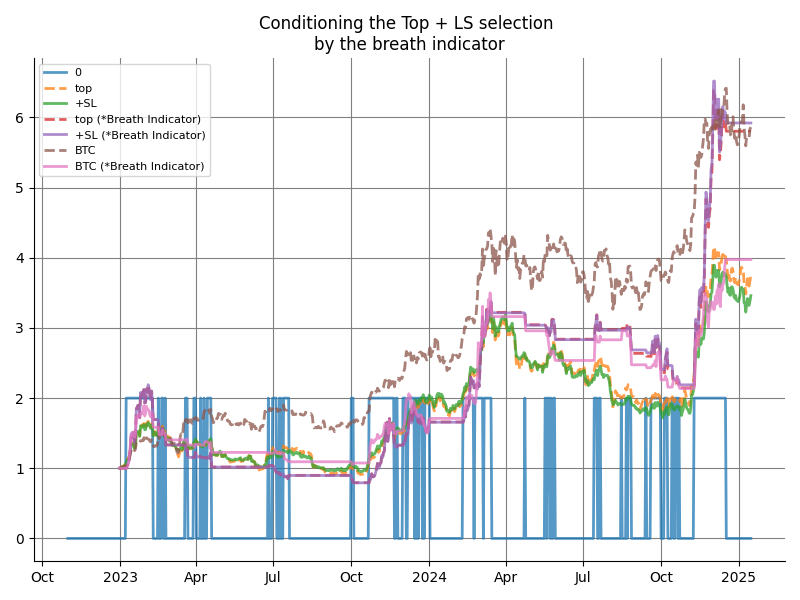 Conditioning the Top + LS selection
by the breath indicator
0
top
+SL
top (*Breath Indicator)
+SL (*Breath Indicator)
BTC
BTC (*Breath Indicator)
6
5
4
3
2
1
0
Oct
2023
Apr
Jul
Oct
2024
Apr
Jul
Oct
2025